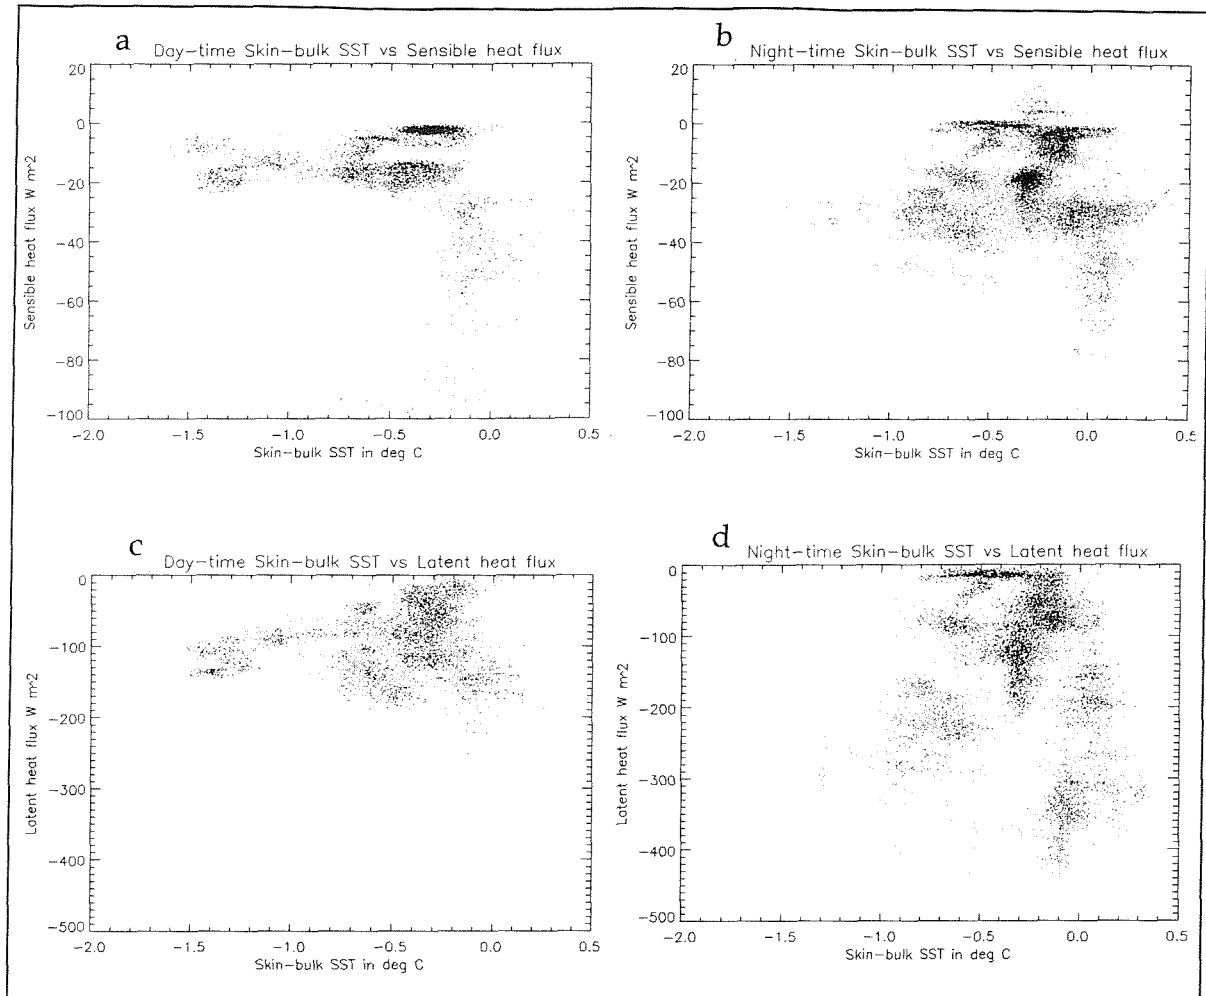 a
Day-time Skin-bulk SST vs Sensible heat flux
20
0
-20
-40
-60
-80
-100
Sensible heat flux W m^2
-2.0 -1.5 -1.0 -0.5 0.0 0.5
Skin-bulk SST in deg C
b
Night-time Skin-bulk SST vs Sensible heat flux
20
0
-20
-40
-60
-80
-100
Sensible heat flux W m^2
-2.0 -1.5 -1.0 -0.5 0.0 0.5
Skin-bulk SST in deg C
c
Day-time Skin-bulk SST vs Latent heat flux
0
-100
-200
-300
-400
-500
Latent heat flux W m^2
-2.0 -1.5 -1.0 -0.5 0.0 0.5
Skin-bulk SST in deg C
d
Night-time Skin-bulk SST vs Latent heat flux
0
-100
-200
-300
-400
-500
Latent heat flux W m^2
-2.0 -1.5 -1.0 -0.5 0.0 0.5
Skin-bulk SST in deg C